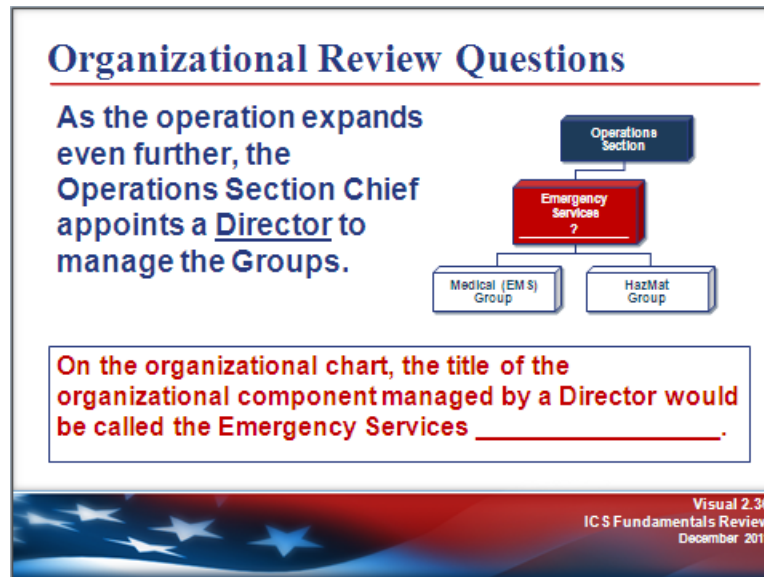 Organizational Review Questions
As the operation expands
even further, the
Operations Section Chief
appoints a Director to
manage the Groups.
Operations
Section
Emergency
Services
?
Medical (EMS)
Group
HazMat
Group
On the organizational chart, the title of the
organizational component managed by a Director would
be called the Emergency Services _________________.
Visual 2.3
ICS Fundamentals Review
December 201